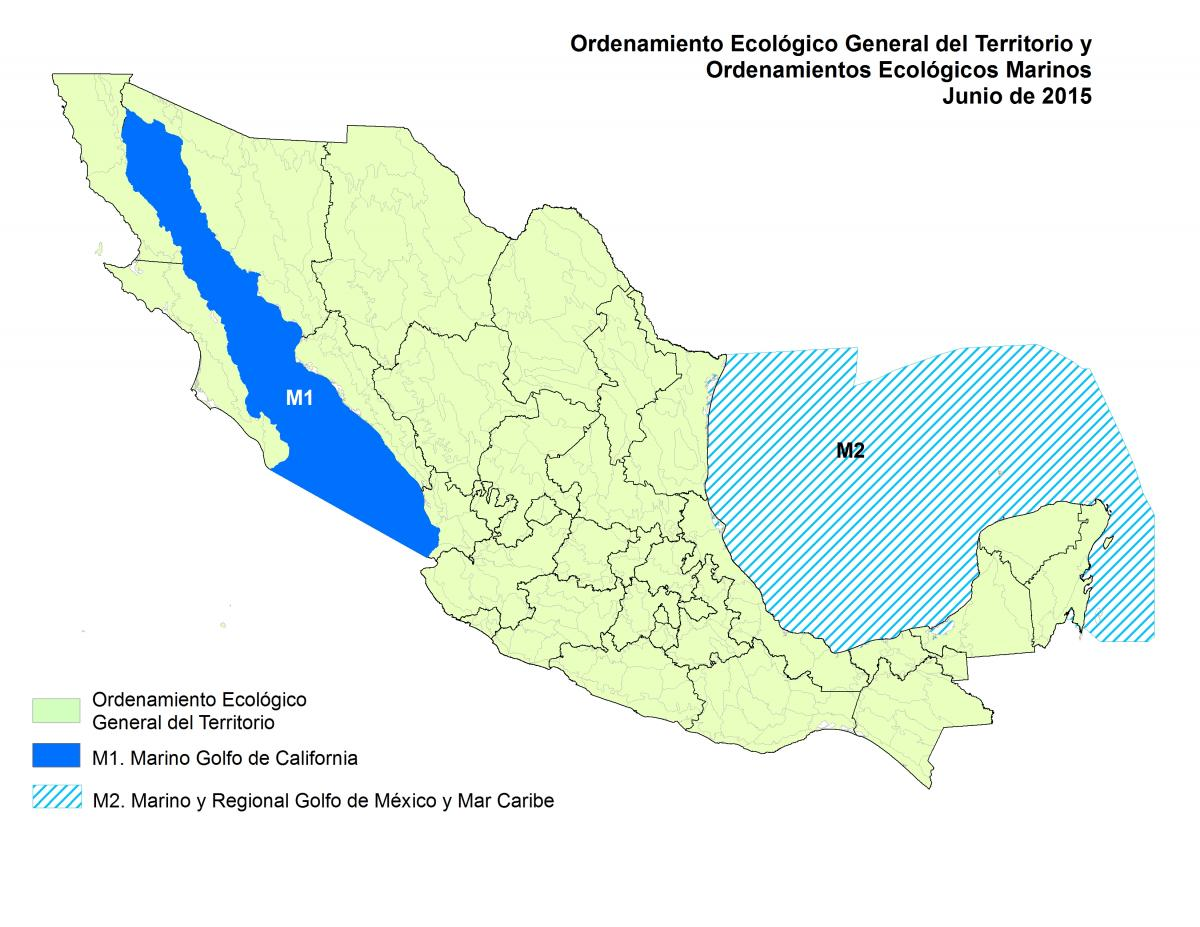 Ordenamiento Ecológico General del Territorio y
Ordenamientos Ecológicos Marinos
Junio de 2015
M1
M2
Ordenamiento Ecológico
General del Territorio
M1. Marino Golfo de California
M2. Marino y Regional Golfo de México y Mar Caribe